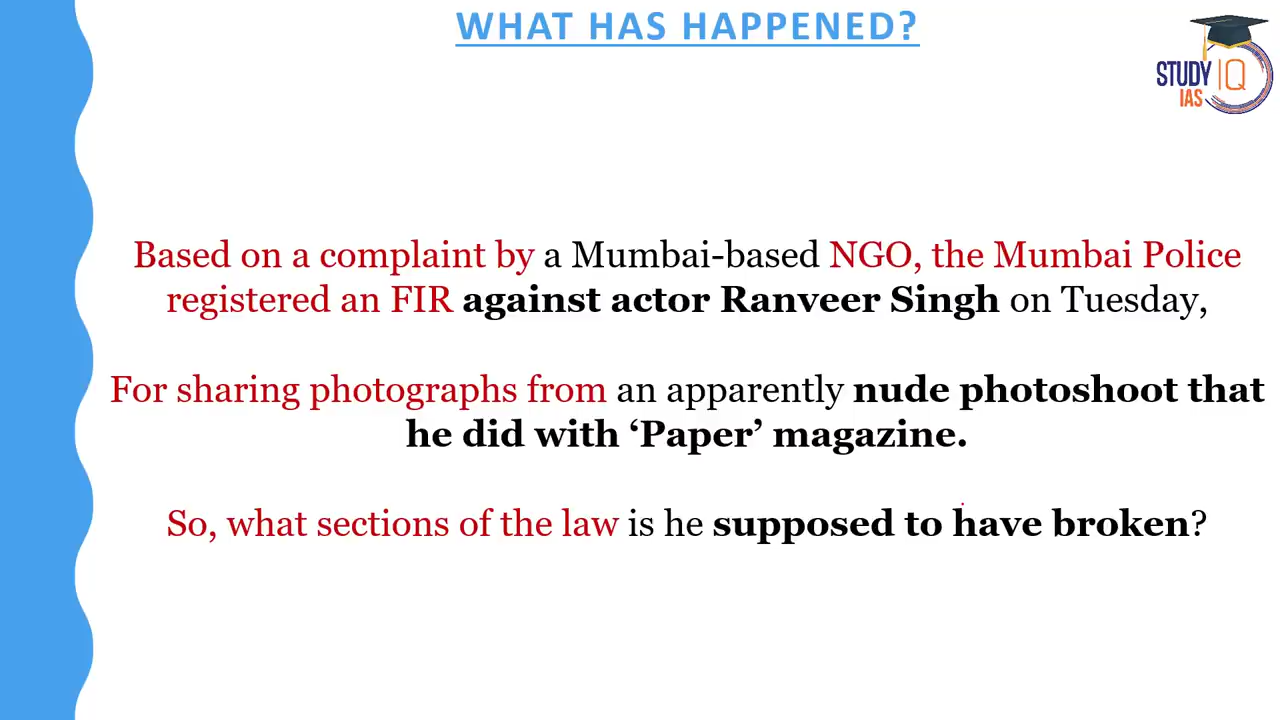 WHAT HAS HAPPENED?
STUDY IQ
IAS
Based on a complaint by a Mumbai-based NGO, the Mumbai Police
registered an FIR against actor Ranveer Singh on Tuesday,
For sharing photographs from an apparently nude photoshoot that
he did with ‘Paper’ magazine.
So, what sections of the law is he supposed to have broken?